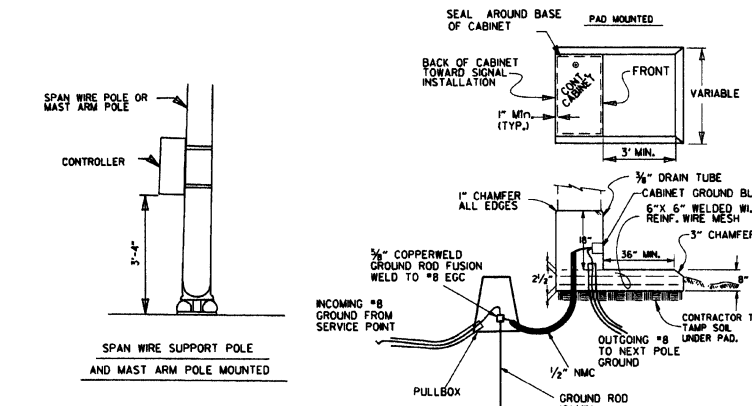 SEAL AROUND BASE
OF CABINET
PAD MOUNTED
BACK OF CABINET
TOWARD SIGNAL
INSTALLATION
CONT
CABINET
FRONT
VARIABLE
1" Min.
(TYP.)
3' MIN.
SPAN WIRE POLE OR
MAST ARM POLE
CONTROLLER
3'-4"
SPAN WIRE SUPPORT POLE
AND MAST ARM POLE MOUNTED
3/8" DRAIN TUBE
CABINET GROUND BU
6"X 6" WELDED WI
REINF. WIRE MESH
1" CHAMFER
ALL EDGES
3" CHAMFER
18"
36" MIN.
2 1/2"
8"
5/8" COPPERWELD
GROUND ROD FUSION
WELD TO #8 EGC
INCOMING #8
GROUND FROM
SERVICE POINT
CONTRACTOR T
TAMP SOIL
UNDER PAD.
OUTGOING #8
TO NEXT POLE
GROUND
1/2" NMC
PULLBOX
GROUND ROD